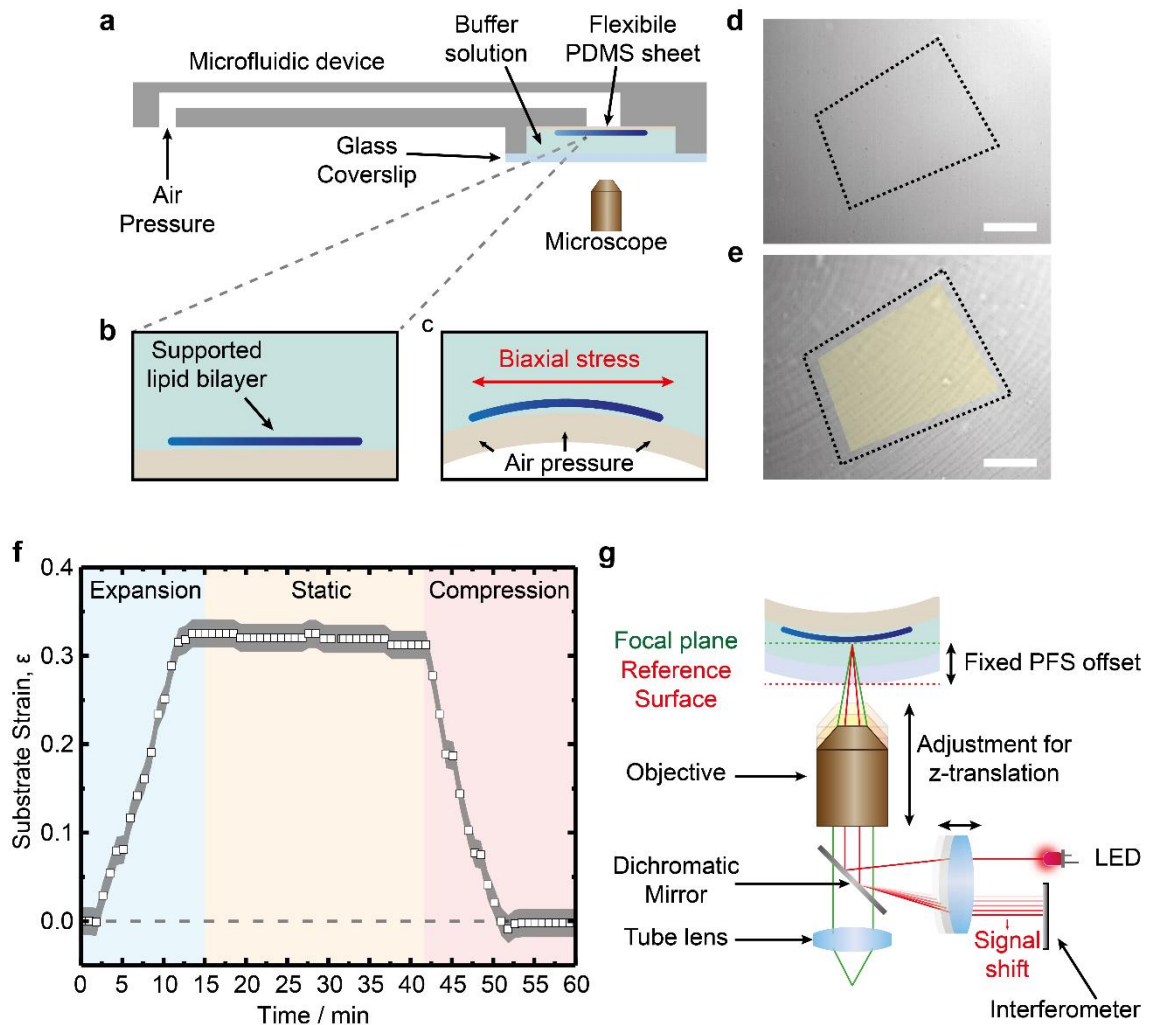 a
Buffer
solution
Flexibile
PDMS sheet
Microfluidic device
Glass
Coverslip
Air
Pressure
Microscope
b
Supported
lipid bilayer
c
Biaxial stress
Air pressure
d
e
f
Expansion
Static
Compression
Substrate Strain, ε
0.4
0.3
0.2
0.1
0.0
0 5 10 15 20 25 30 35 40 45 50 55 60
Time / min
g
Focal plane
Reference
Surface
Fixed PFS offset
Objective
Adjustment for
z-translation
Dichromatic
Mirror
LED
Tube lens
Signal
shift
Interferometer